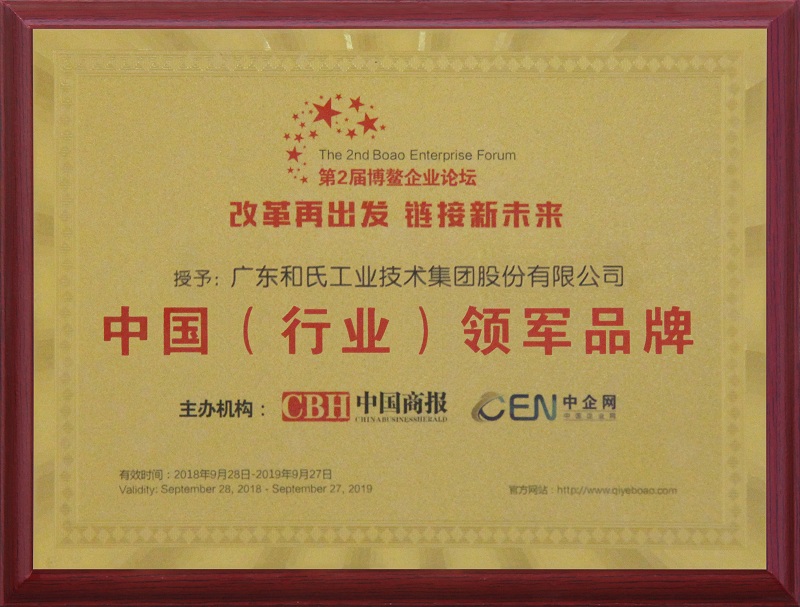 The 2nd Boao Enterprise Forum
第2届博鳌企业论坛
改革再出发 链接新未来
授予：广东和氏工业技术集团股份有限公司
中国（行业）领军品牌
主办机构： CBH 中国商报 CEN 中企网
CHINA BUSINESS HERALD
有效时间：2018年9月28日-2019年9月27日
Validity: September 28, 2018 - September 27, 2019
官方网站：http://www.qiyeboao.com